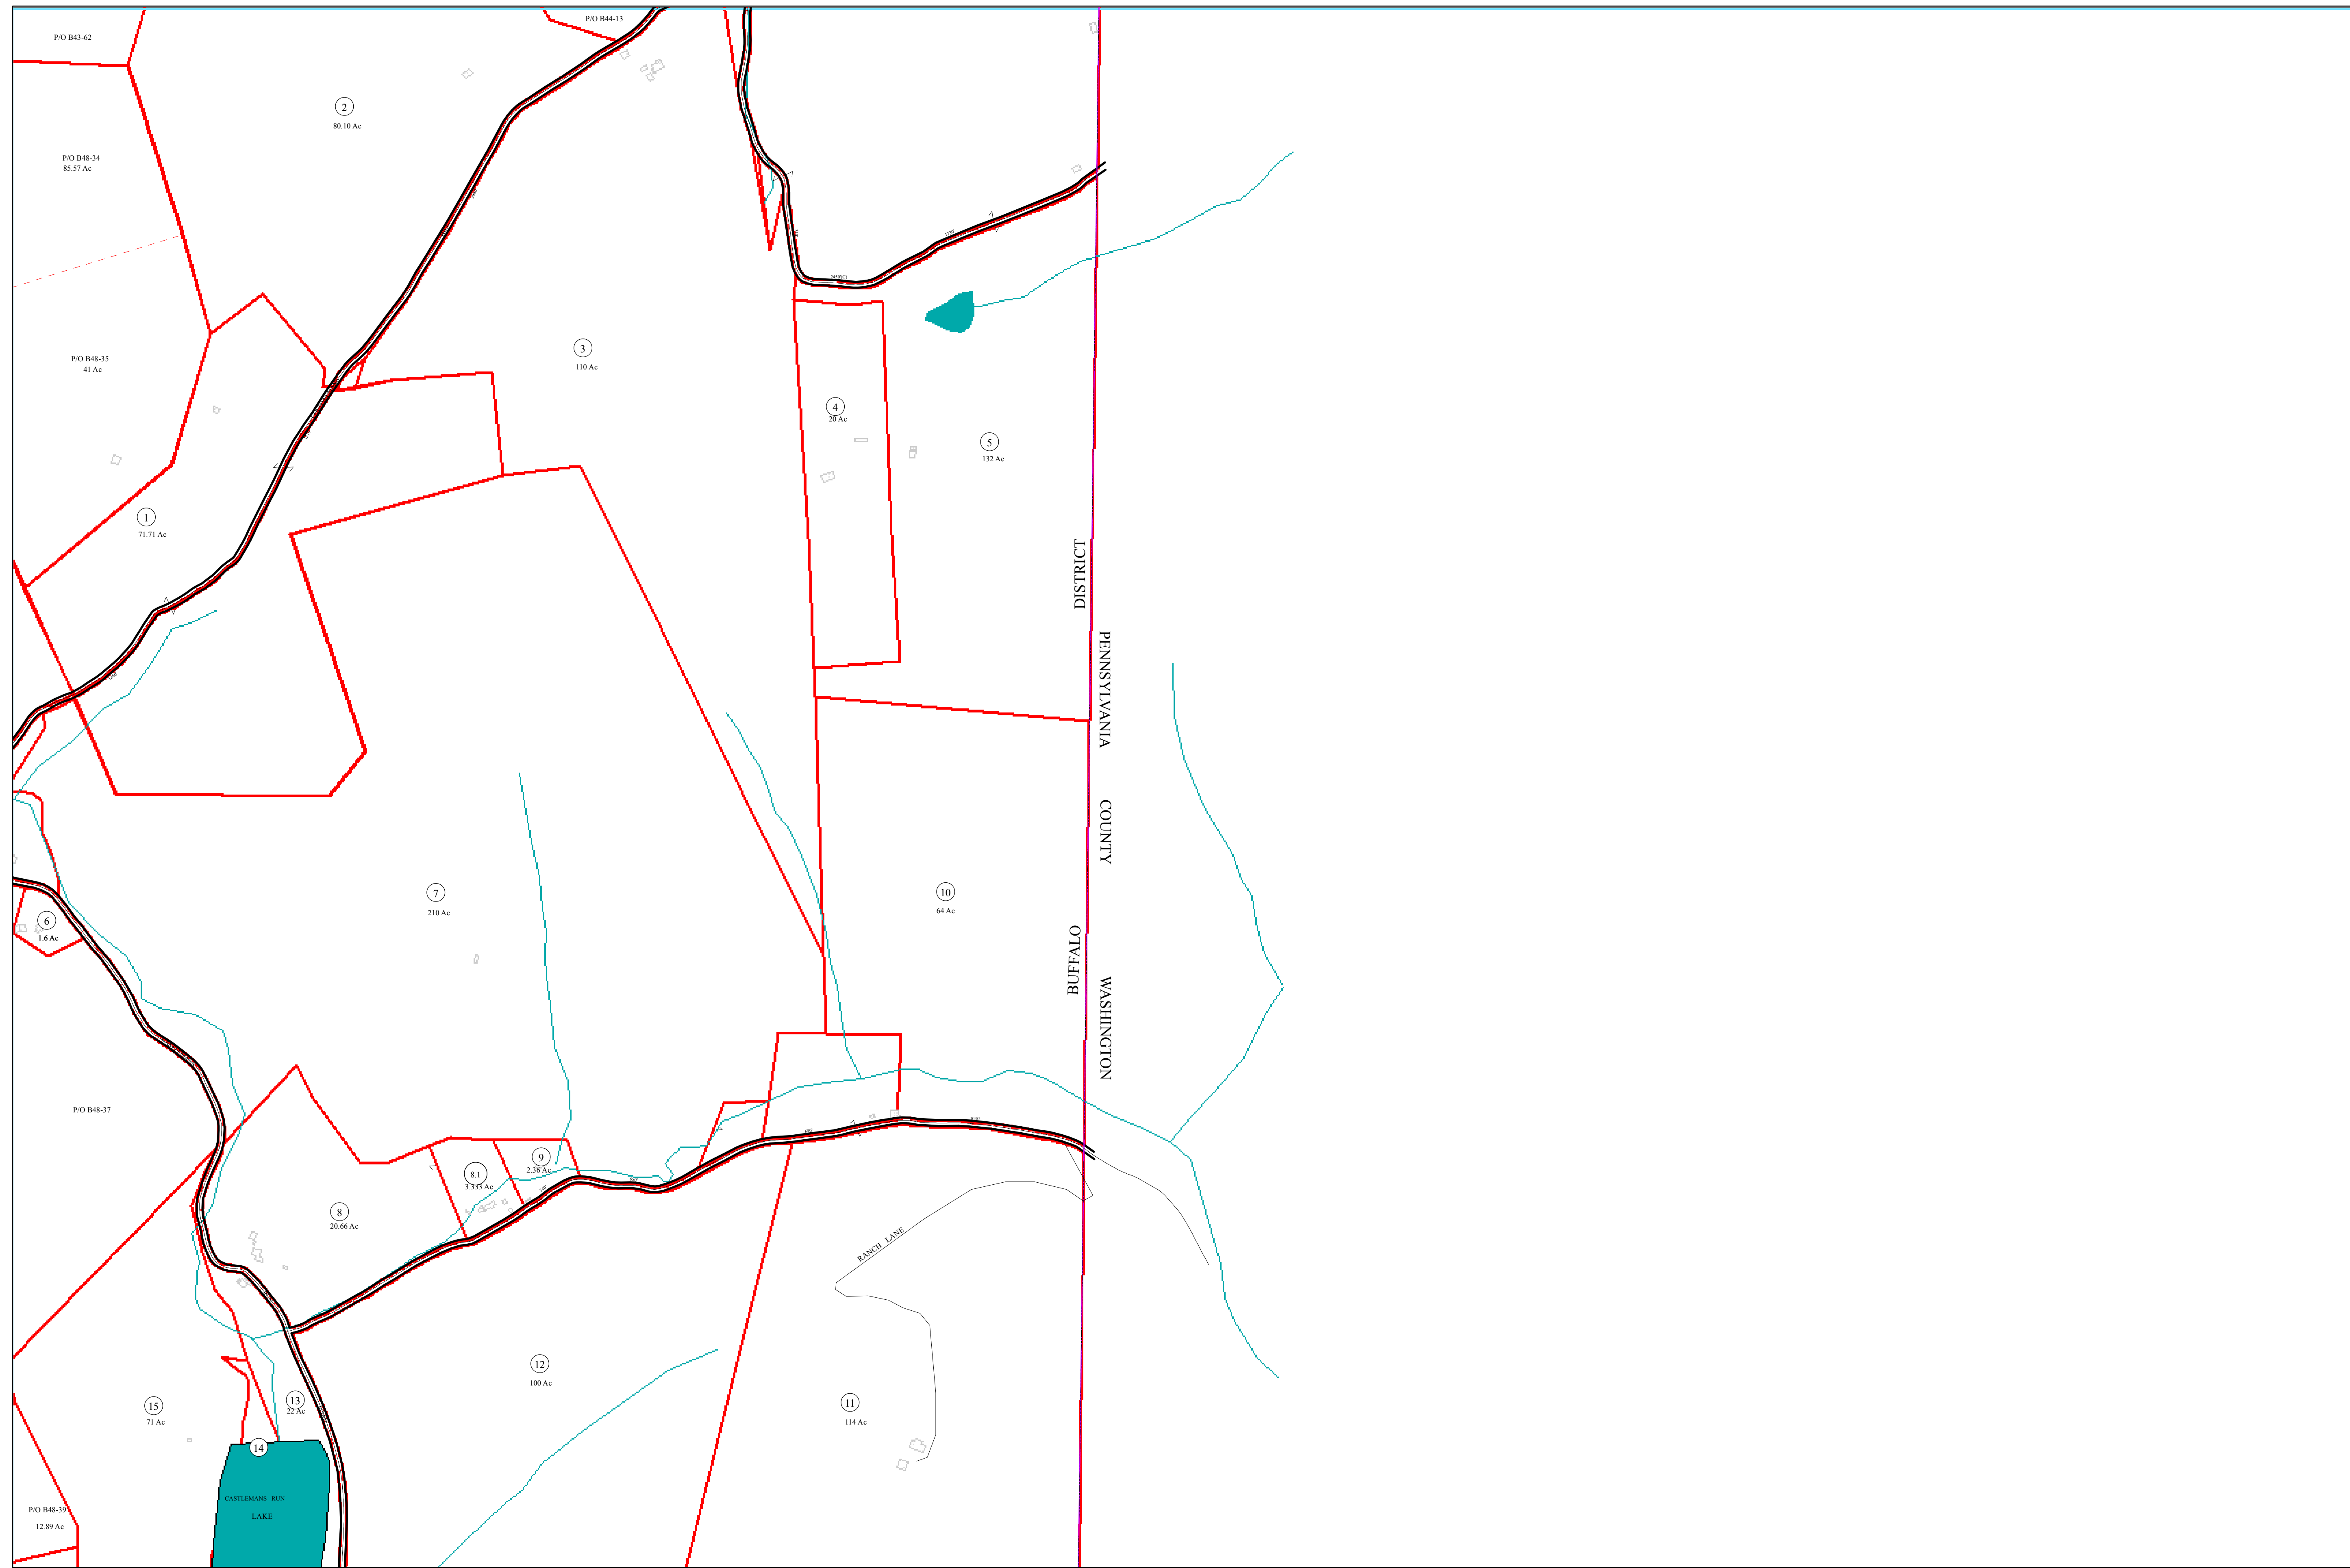 P/O B44-13
P/O B43-62
2
80.10 Ac
P/O B48-34
85.57 Ac
3
110 Ac
P/O B48-35
41 Ac
4
20 Ac
5
132 Ac
1
71.71 Ac
DISTRICT
PENNSYLVANIA
COUNTY
BUFFALO
WASHINGTON
7
210 Ac
10
64 Ac
6
1.6 Ac
P/O B48-37
9
2.36 Ac
8.1
3.333 Ac
8
20.66 Ac
RANCH LANE
12
100 Ac
13
22 Ac
15
71 Ac
11
114 Ac
14
CASTLEMANS RUN
LAKE
P/O B48-39
12.89 Ac